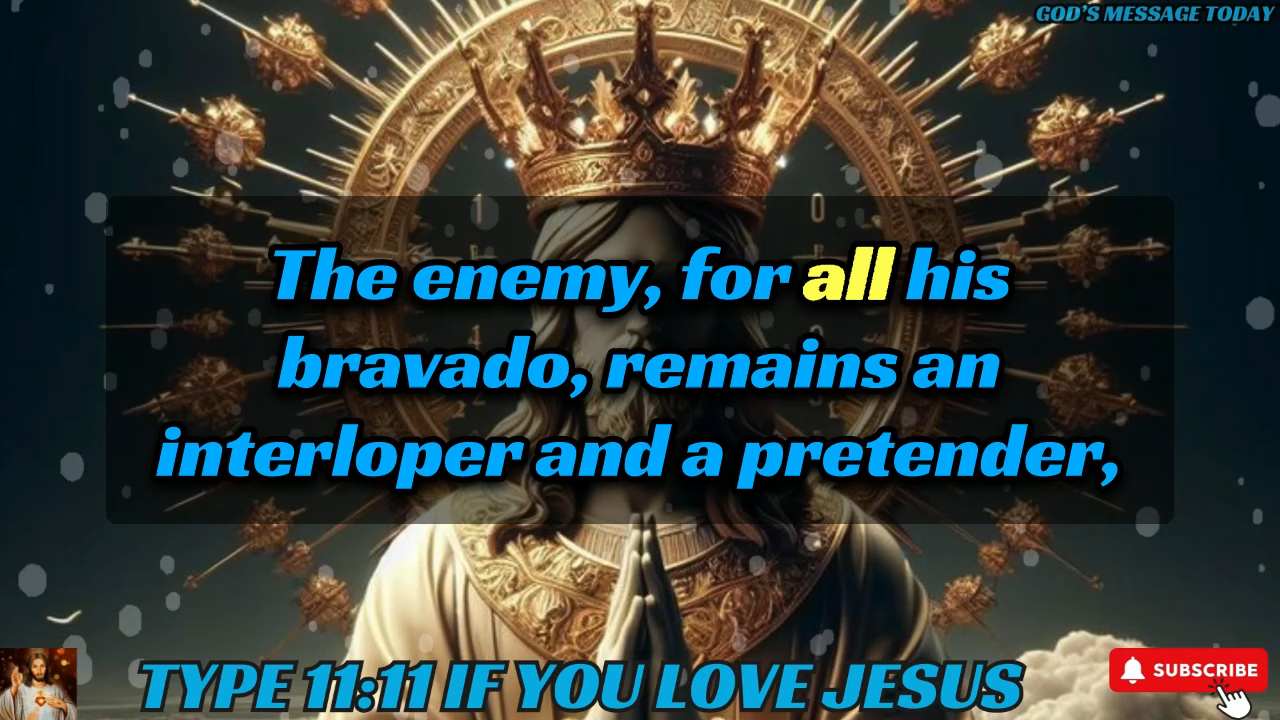 GOD'S MESSAGE TODAY
The enemy, for all his
bravado, remains an
interloper and a pretender,
TYPE 11:11 IF YOU LOVE JESUS
SUBSCRIBE